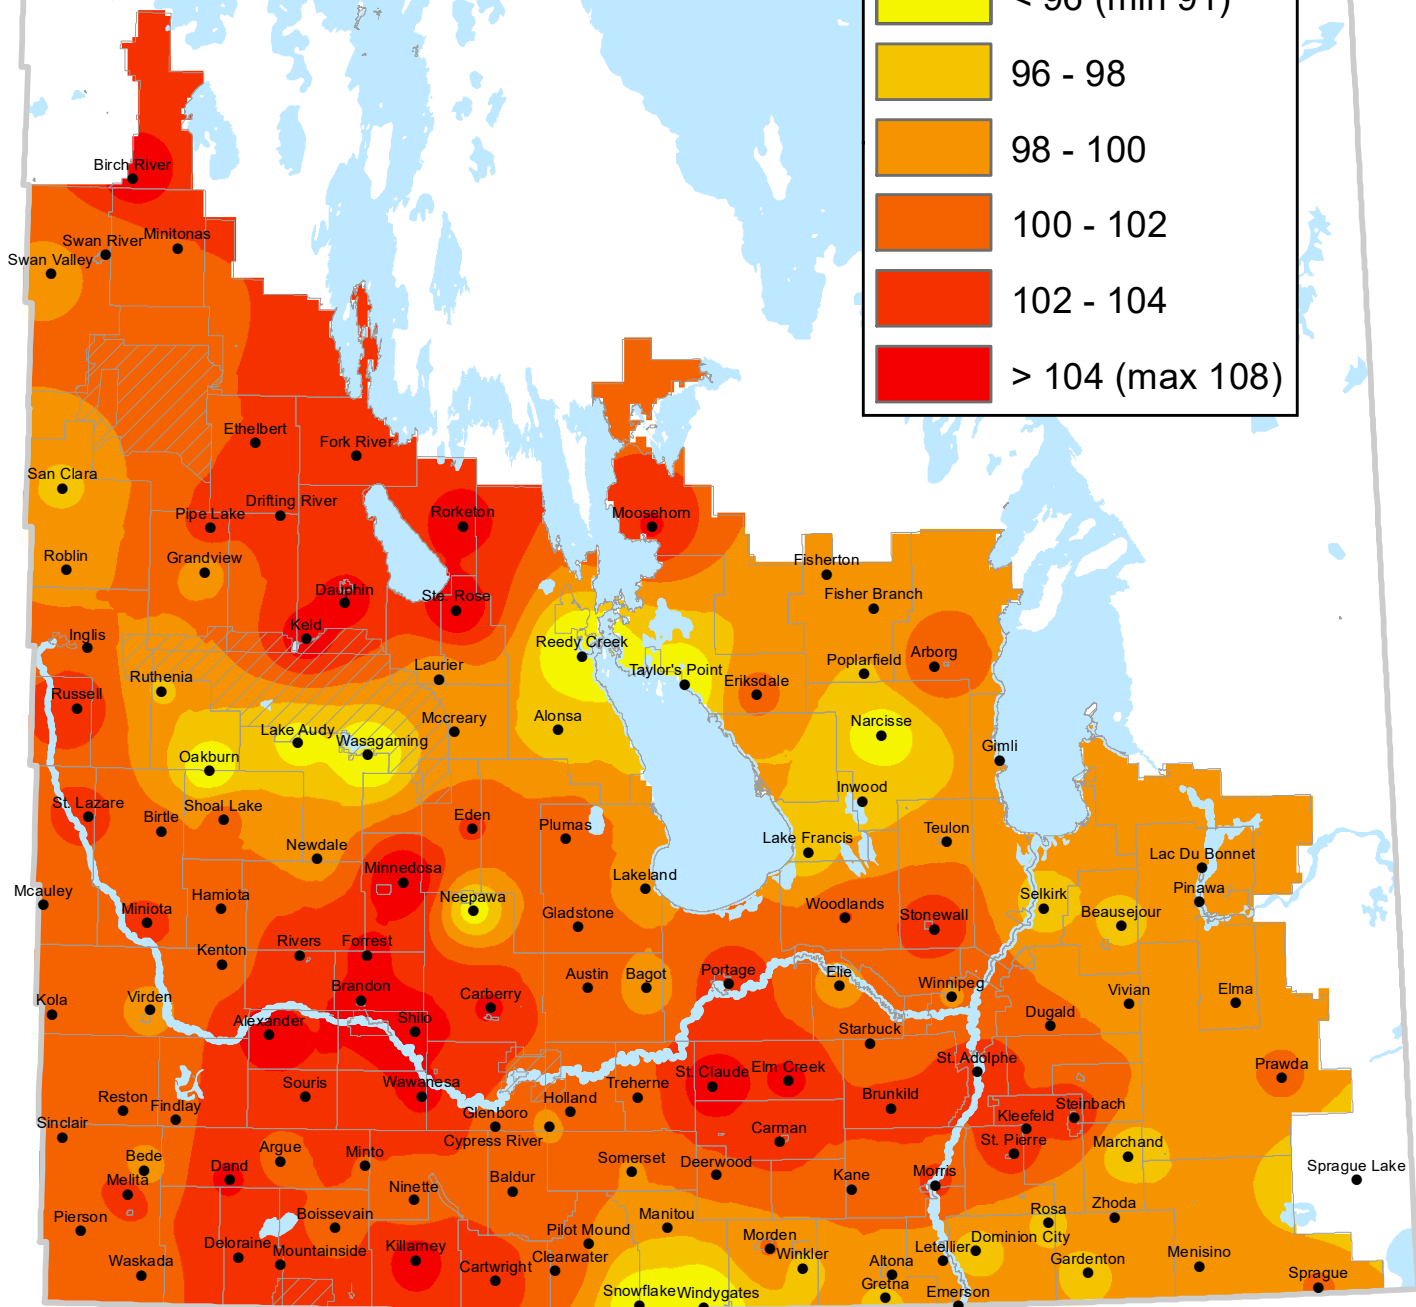 < 96 (min 91)
96 - 98
98 - 100
100 - 102
102 - 104
> 104 (max 108)
Birch River
Swan River
Minitonas
Swan Valley
Ethelbert
Fork River
San Clara
Drifting River
Pipe Lake
Rorketon
Moosehorn
Roblin
Grandview
Fisherton
Dauphin
Ste. Rose
Fisher Branch
Keld
Inglis
Reedy Creek
Laurier
Taylor's Point
Poplarfield
Arborg
Ruthenia
Eriksdale
Russell
Mccreary
Alonsa
Narcisse
Lake Audy
Wasagaming
Gimli
Oakburn
Inwood
St. Lazare
Shoal Lake
Birtle
Eden
Plumas
Teulon
Newdale
Lake Francis
Lac Du Bonnet
Minnedosa
Lakeland
Pinawa
Mcauley
Hamiota
Neepawa
Selkirk
Miniota
Gladstone
Woodlands
Stonewall
Beausejour
Kenton
Rivers
Forrest
Austin
Bagot
Portage
Elie
Winnipeg
Brandon
Carberry
Virden
Kola
Vivian
Elma
Alexander
Shilo
Starbuck
Dugald
St. Adolphe
Prawda
St. Claude
Elm Creek
Souris
Wawanesa
Treherne
Reston
Findlay
Holland
Brunkild
Steinbach
Sinclair
Glenboro
Kleefeld
Carman
Cypress River
St. Pierre
Marchand
Argue
Minto
Bede
Dand
Somerset
Deerwood
Sprague Lake
Melita
Baldur
Kane
Morris
Ninette
Pierson
Boissevain
Manitou
Rosa
Zhoda
Pilot Mound
Morden
Dominion City
Deloraine
Mountainside
Killarney
Clearwater
Winkler
Letellier
Menisino
Waskada
Cartwright
Altona
Gardenton
Gretna
Sprague
Snowflake
Windygates
Emerson